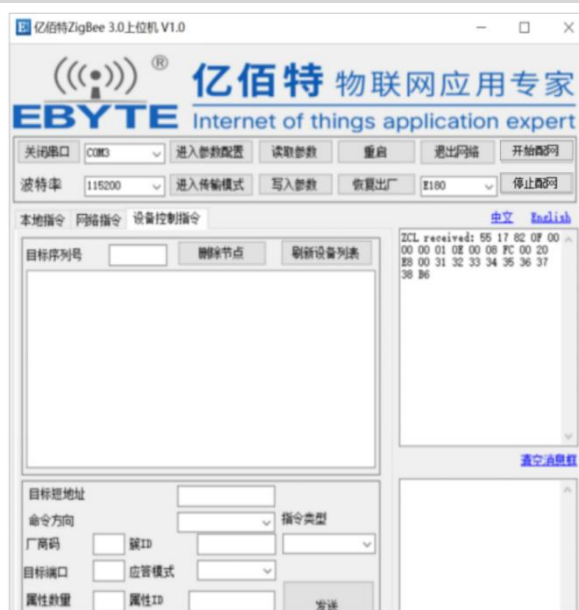 亿佰特ZigBee 3.0上位机 V1.0
®
EBYTE
亿佰特 物联网应用专家
Internet of things application expert
关闭串口 COM3 进入参数配置 读取参数 重启 退出网络 开始配网
波特率 115200 进入传输模式 写入参数 恢复出厂 E180 停止配网
本地指令 网络指令 设备控制指令 中文 English
目标序列号 删除节点 刷新设备列表
ZCL received: 55 17 82 0F 00
00 00 01 0E 00 08 FC 00 20
E8 00 31 32 33 34 35 36 37
38 B6
清空消息框
目标短地址
命令方向 指令类型
厂商码 簇ID
目标端口 应答模式
属性数量 属性ID 发送